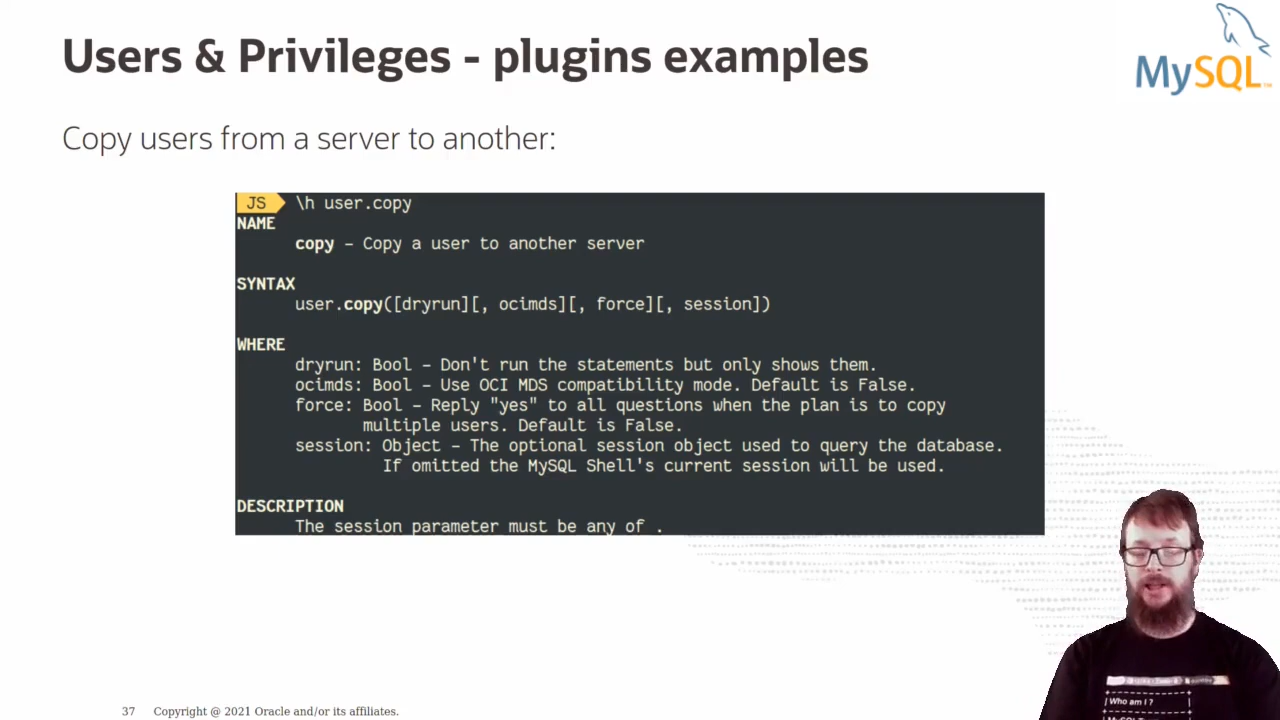 Users & Privileges - plugins examples
MySQL™
Copy users from a server to another:
JS \h user.copy
NAME
copy - Copy a user to another server
SYNTAX
user.copy([dryrun][, ocimds][, force][, session])
WHERE
dryrun: Bool - Don't run the statements but only shows them.
ocimds: Bool - Use OCI MDS compatibility mode. Default is False.
force: Bool - Reply "yes" to all questions when the plan is to copy
multiple users. Default is False.
session: Object - The optional session object used to query the database.
If omitted the MySQL Shell's current session will be used.
DESCRIPTION
The session parameter must be any of .
Who am I ?
37 Copyright @ 2021 Oracle and/or its affiliates.